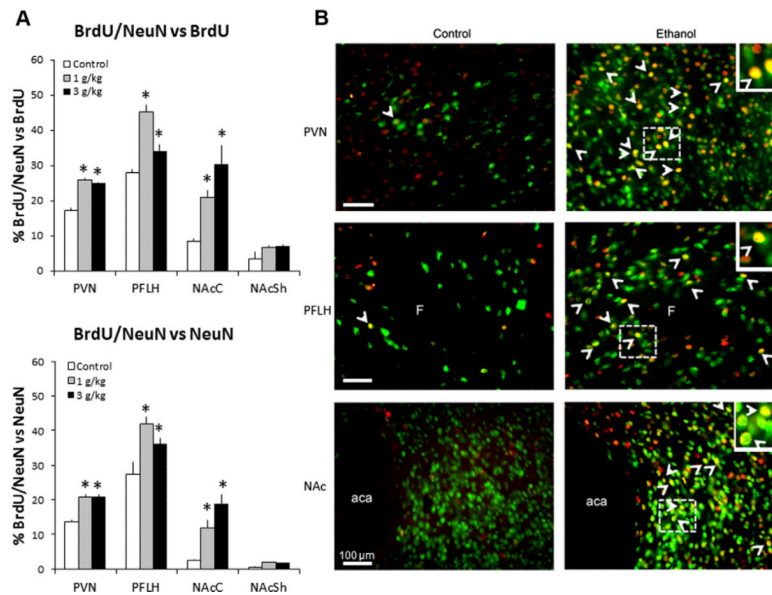 A
BrdU/NeuN vs BrdU
% BrdU/NeuN vs BrdU
60
50
40
30
20
10
0
Control
1 g/kg
3 g/kg
* * * * * *
PVN PFLH NAcC NAcSh
BrdU/NeuN vs NeuN
% BrdU/NeuN vs NeuN
60
50
40
30
20
10
0
Control
1 g/kg
3 g/kg
* * * * * *
PVN PFLH NAcC NAcSh
B
Control Ethanol
PVN
PFLH
F F
NAc
aca aca
100 µm